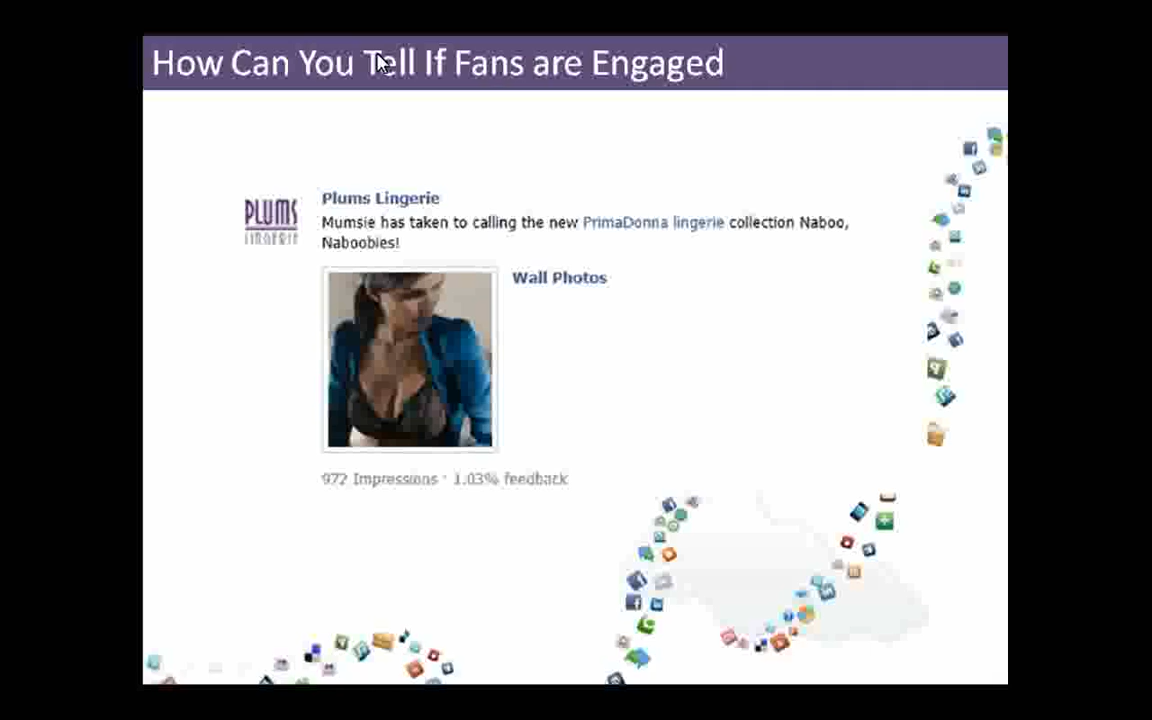 How Can You Tell If Fans are Engaged
PLUMS
LINGERIE
Plums Lingerie
Mumsie has taken to calling the new PrimaDonna lingerie collection Naboo,
Naboobies!
Wall Photos
972 Impressions · 1.03% feedback